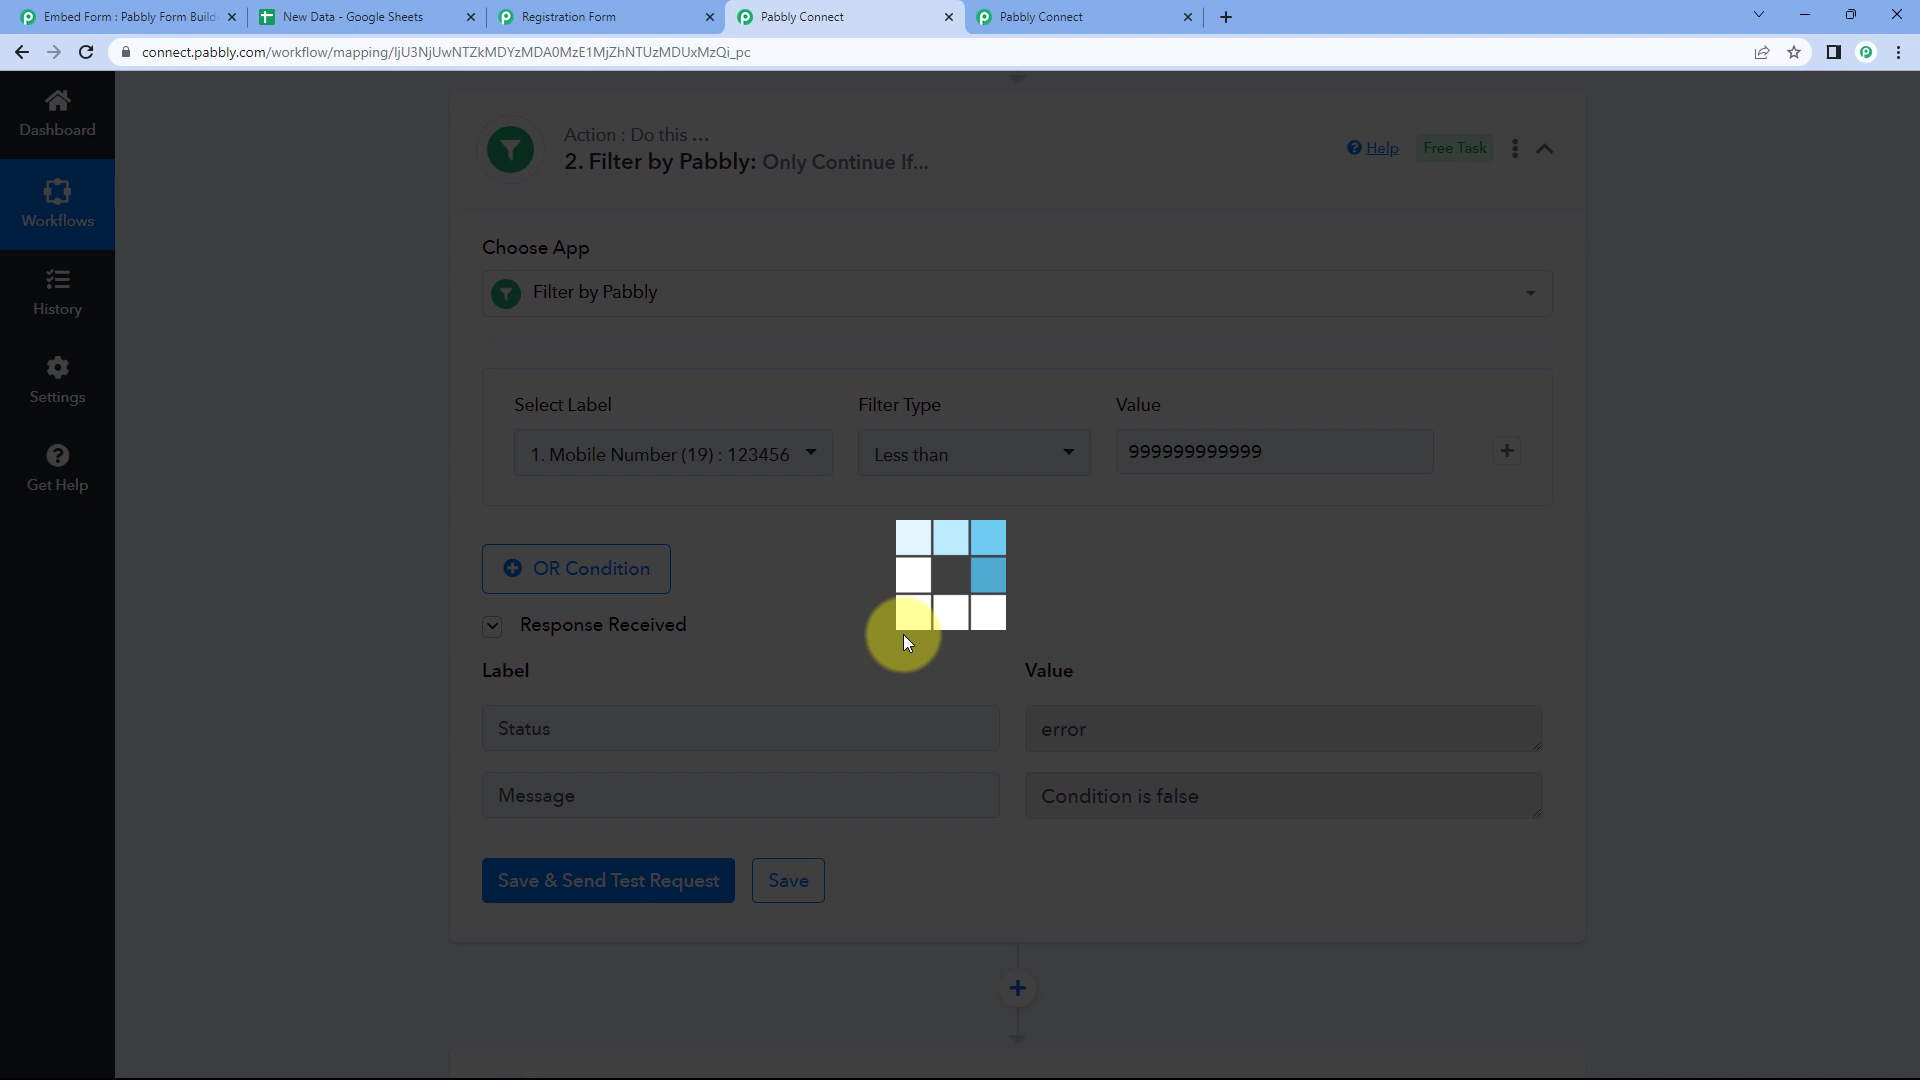 Embed Form : Pabbly Form Build
New Data - Google Sheets
Registration Form
Pabbly Connect
Pabbly Connect
connect.pabbly.com/workflow/mapping/IjU3NjUwNTZkMDYzMDA0MzE1MjZhNTUzMDUxMzQi_pc
Dashboard
Workflows
History
Settings
Get Help
Action : Do this ...
2. Filter by Pabbly: Only Continue If...
Help
Free Task
Choose App
Filter by Pabbly
Select Label
Filter Type
Value
1. Mobile Number (19) : 123456
Less than
999999999999
OR Condition
Response Received
Label
Value
Status
error
Message
Condition is false
Save & Send Test Request
Save